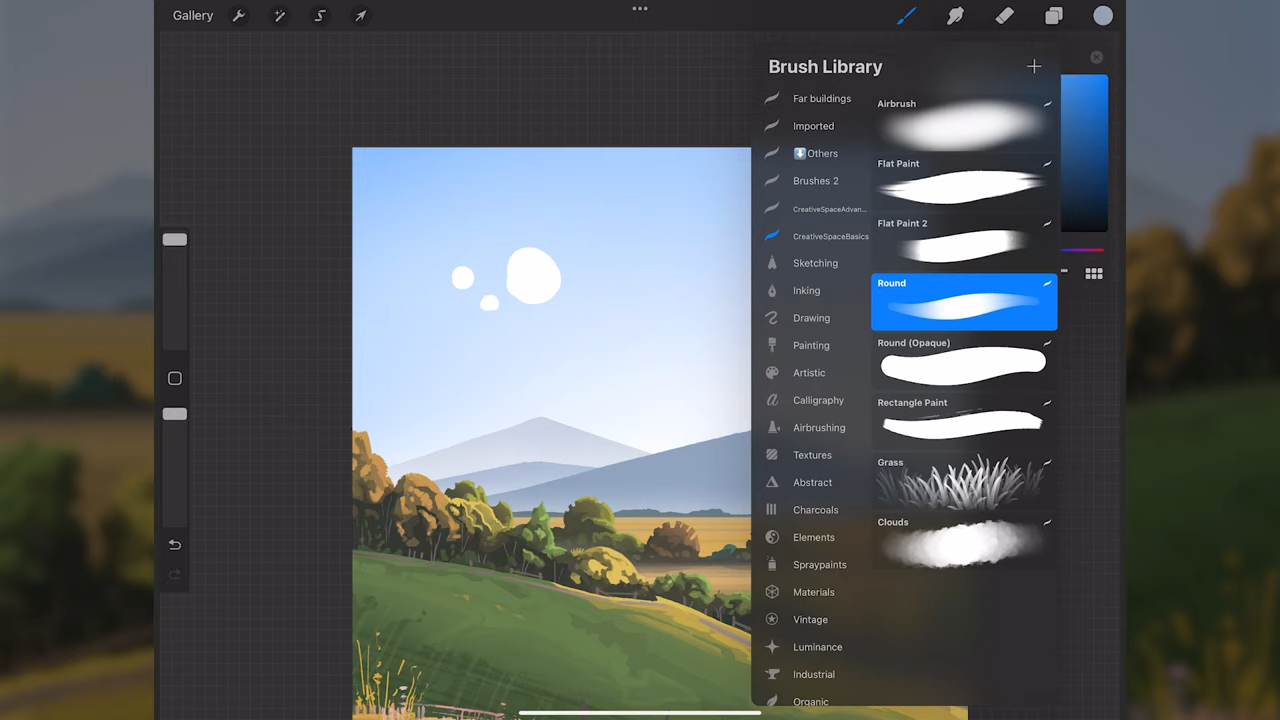 Gallery
Brush Library
Far buildings
Imported
Others
Brushes 2
CreativeSpaceAdvan...
CreativeSpaceBasics
Sketching
Inking
Drawing
Painting
Artistic
Calligraphy
Airbrushing
Textures
Abstract
Charcoals
Elements
Spraypaints
Materials
Vintage
Luminance
Industrial
Organic
Airbrush
Flat Paint
Flat Paint 2
Round
Round (Opaque)
Rectangle Paint
Grass
Clouds